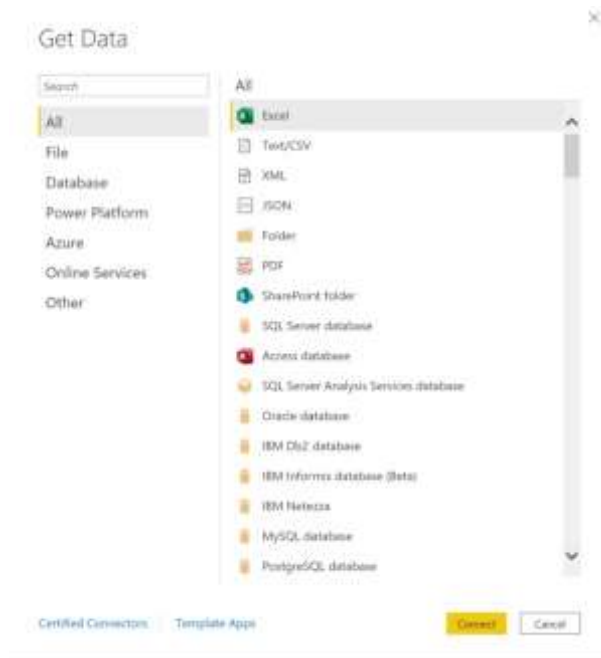 Get Data
Search
All
File
Database
Power Platform
Azure
Online Services
Other
All
Excel
Text/CSV
XML
JSON
Folder
PDF
SharePoint folder
SQL Server database
Access database
SQL Server Analysis Services database
Oracle database
IBM Db2 database
IBM Informix database (Beta)
IBM Netezza
MySQL database
PostgreSQL database
Certified Connectors
Template Apps
Connect
Cancel